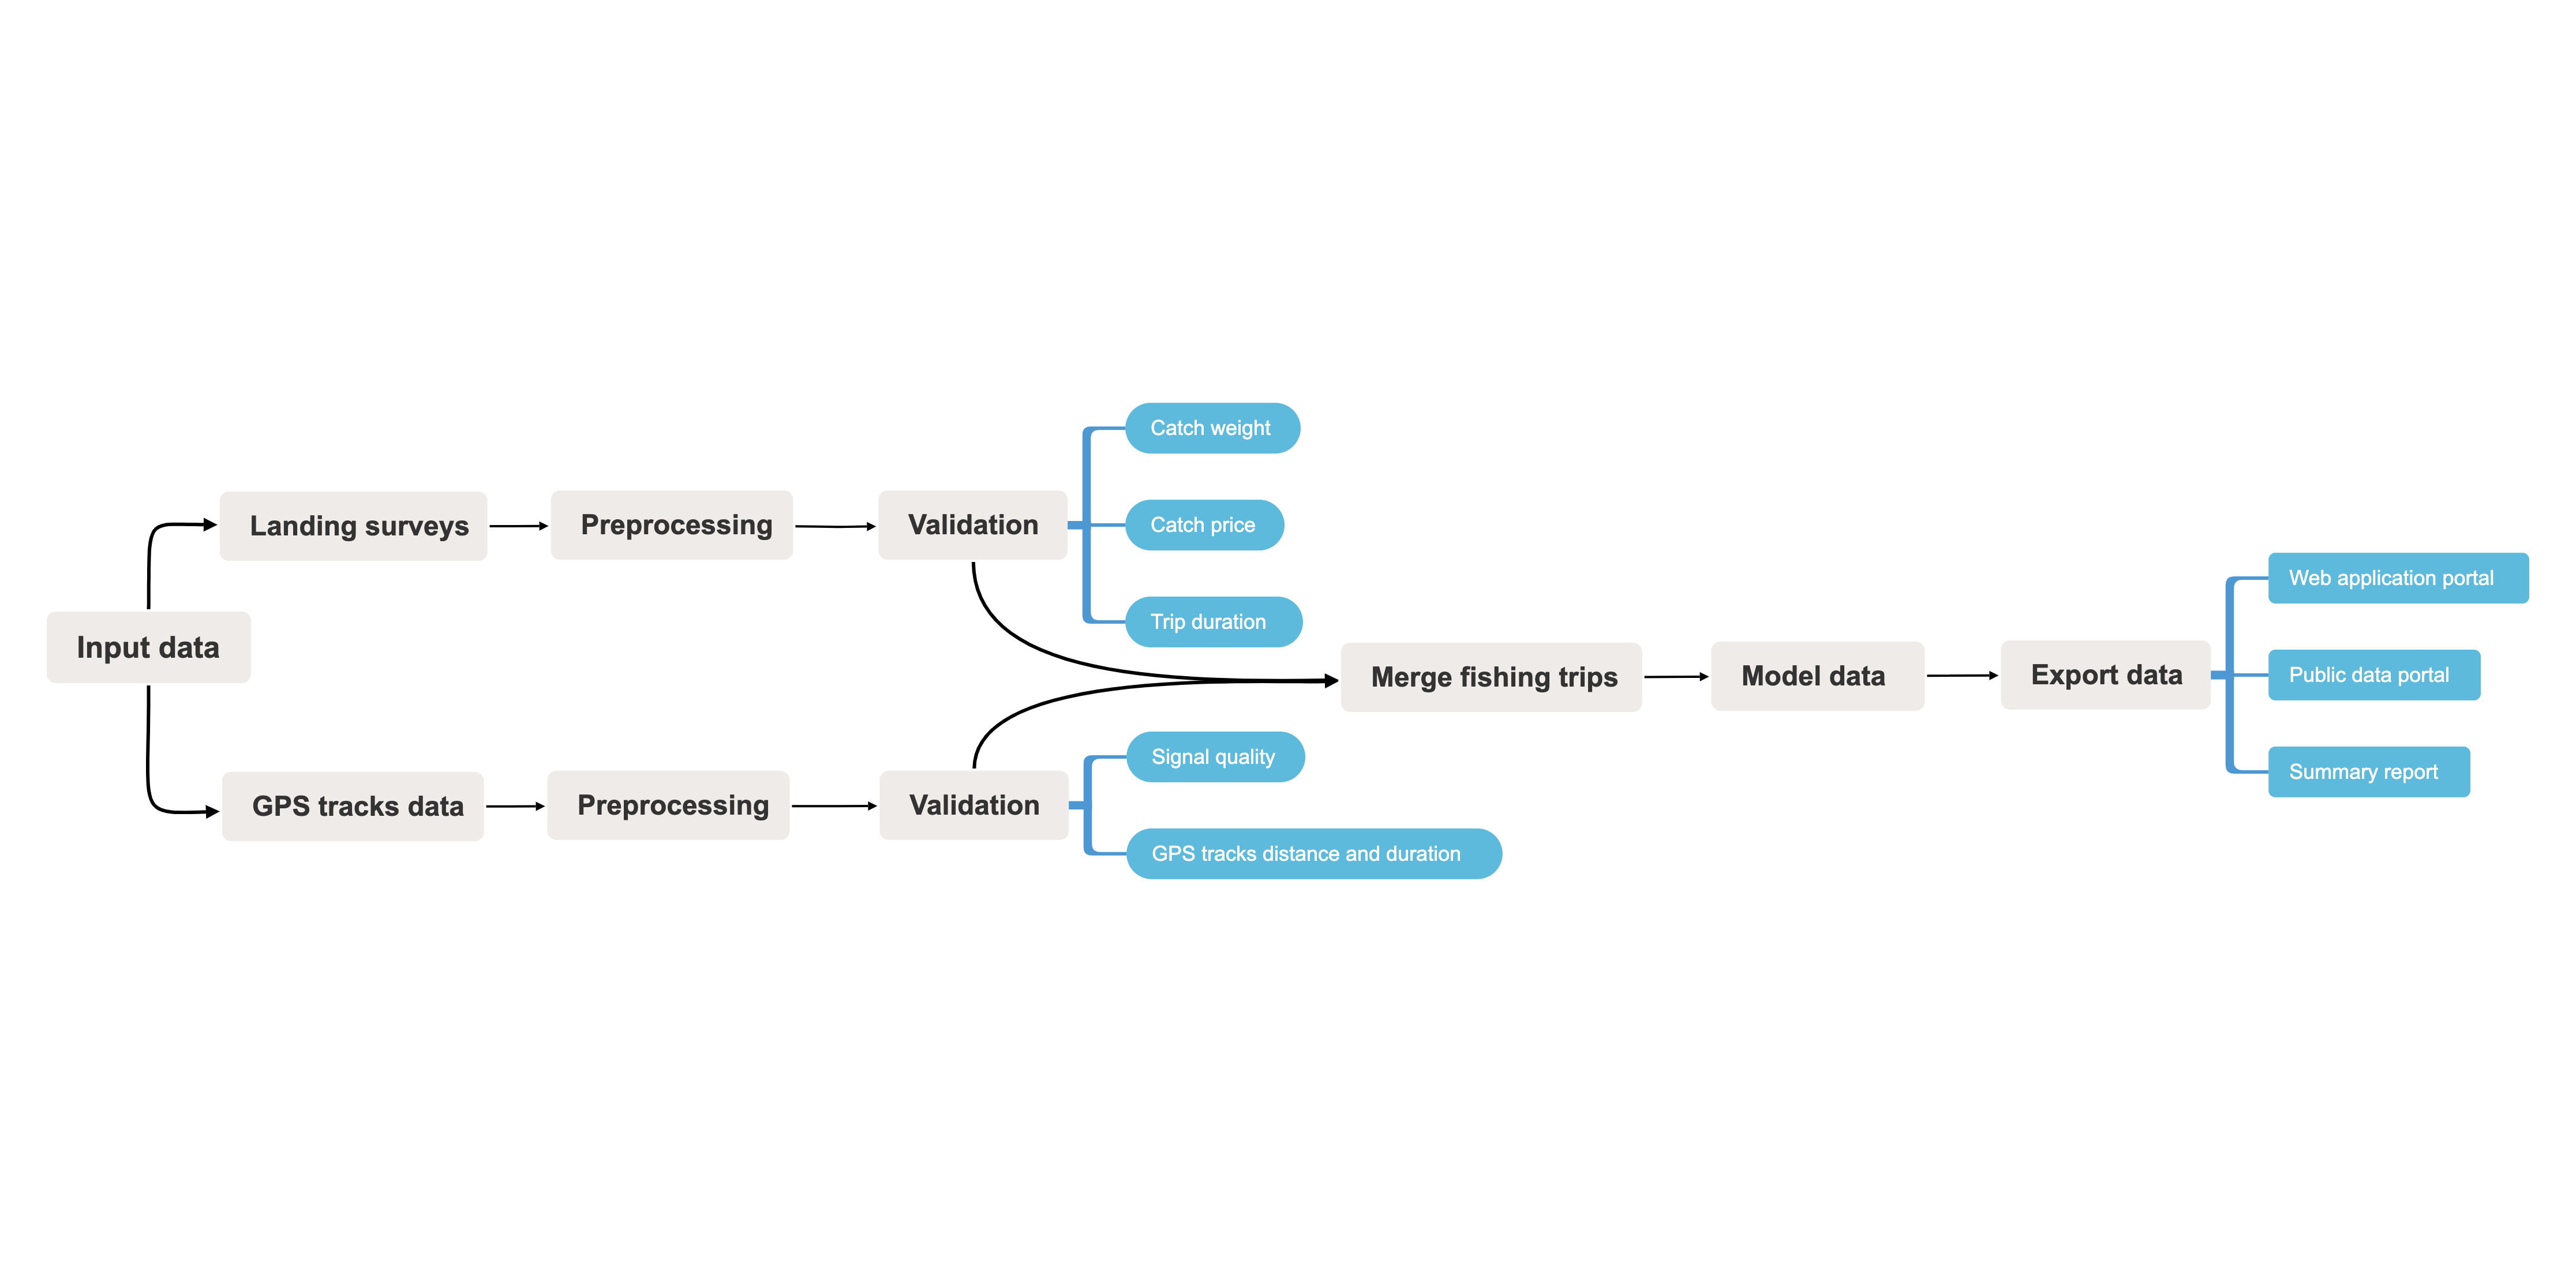 Input data
Landing surveys
Preprocessing
Validation
Catch weight
Catch price
Trip duration
GPS tracks data
Preprocessing
Validation
Signal quality
GPS tracks distance and duration
Merge fishing trips
Model data
Export data
Web application portal
Public data portal
Summary report